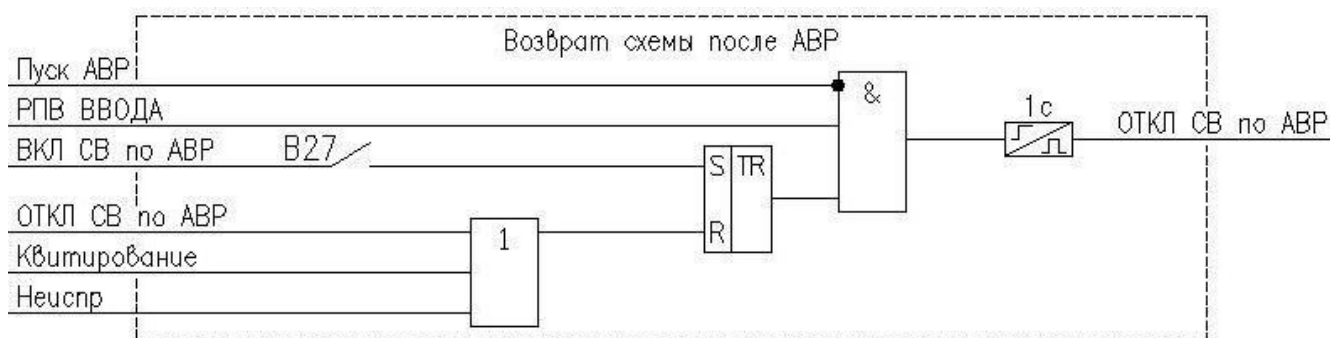 Возврат схемы после АВР
Пуск АВР
&
РПВ ВВОДА
1с
ОТКЛ СВ по АВР
ВКЛ СВ по АВР
В27
S
TR
ОТКЛ СВ по АВР
R
1
Квитирование
Неиспр